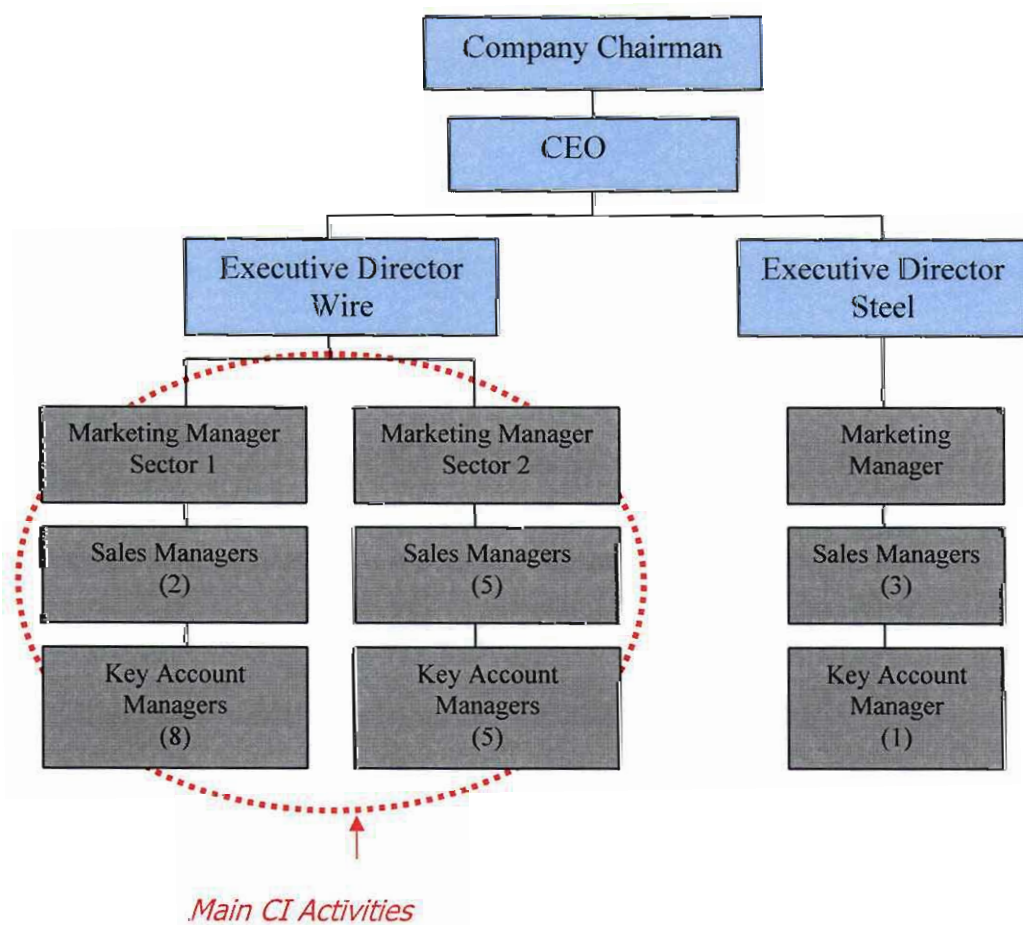 Company Chairman
CEO
Executive Director
Wire
Executive Director
Steel
Marketing Manager
Sector 1
Marketing Manager
Sector 2
Marketing
Manager
Sales Managers
(2)
Sales Managers
(5)
Sales Managers
(3)
Key Account
Managers
(8)
Key Account
Managers
(5)
Key Account
Manager
(1)
Main CI Activities